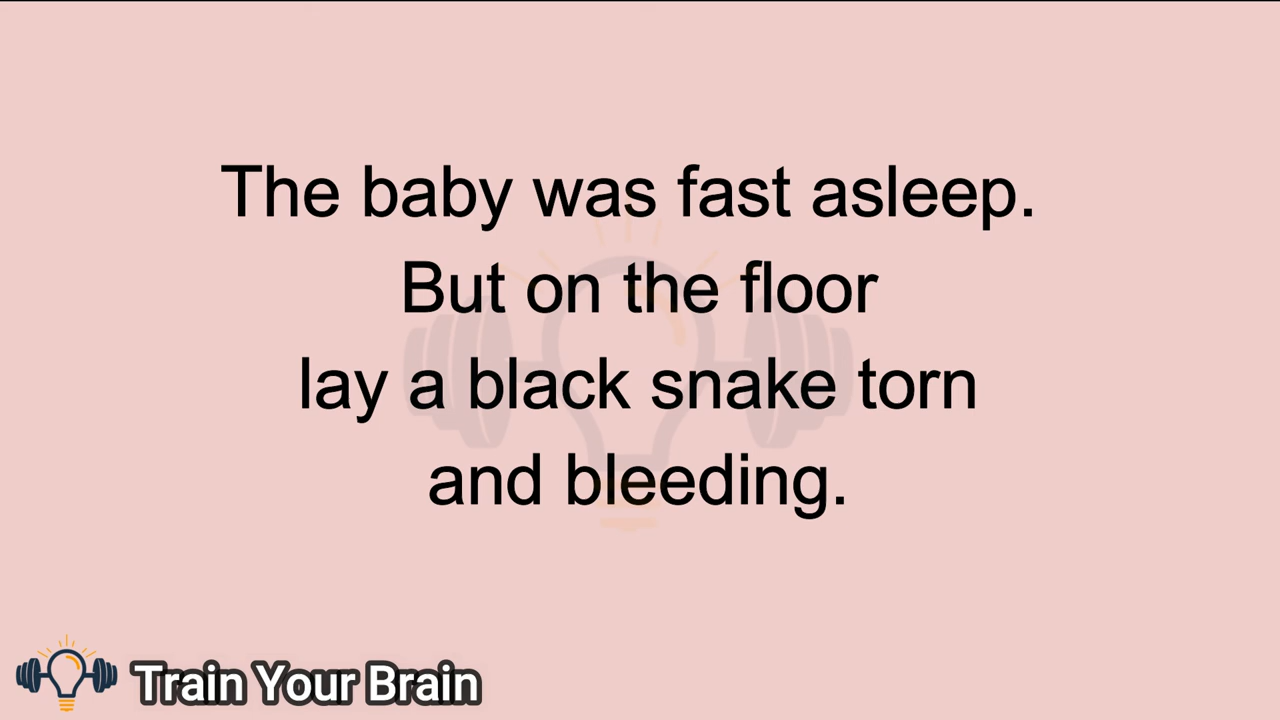 The baby was fast asleep.
But on the floor
lay a black snake torn
and bleeding.
Train Your Brain